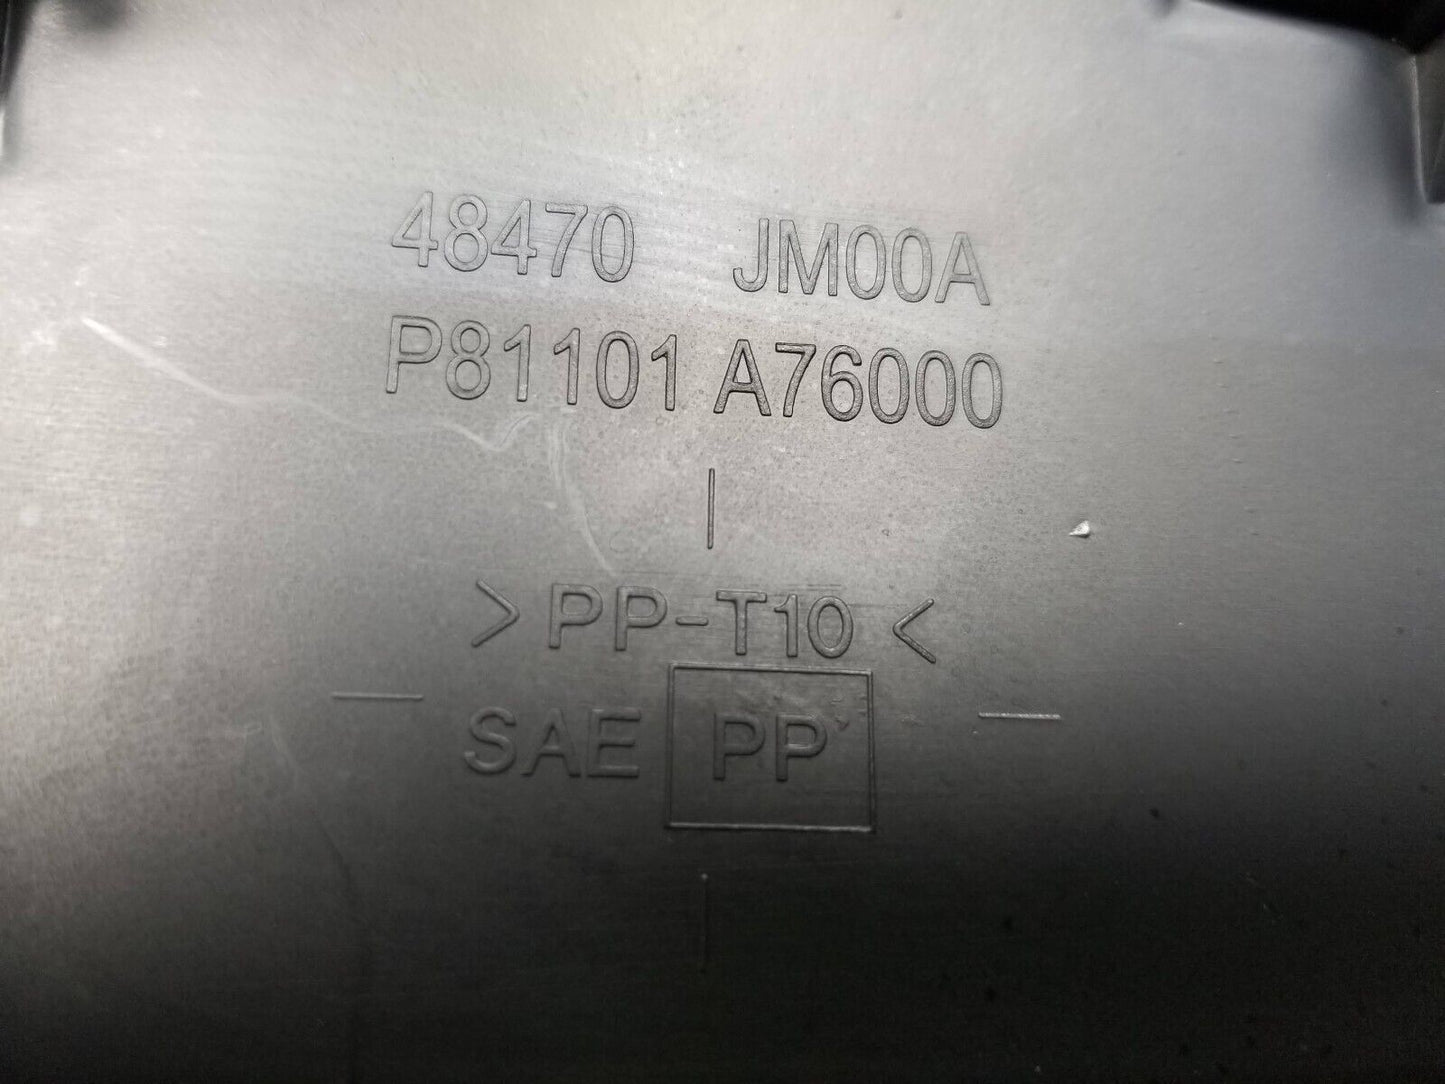 48470 JM00A
P81101 A76000
>PP-T10<
SAE PP